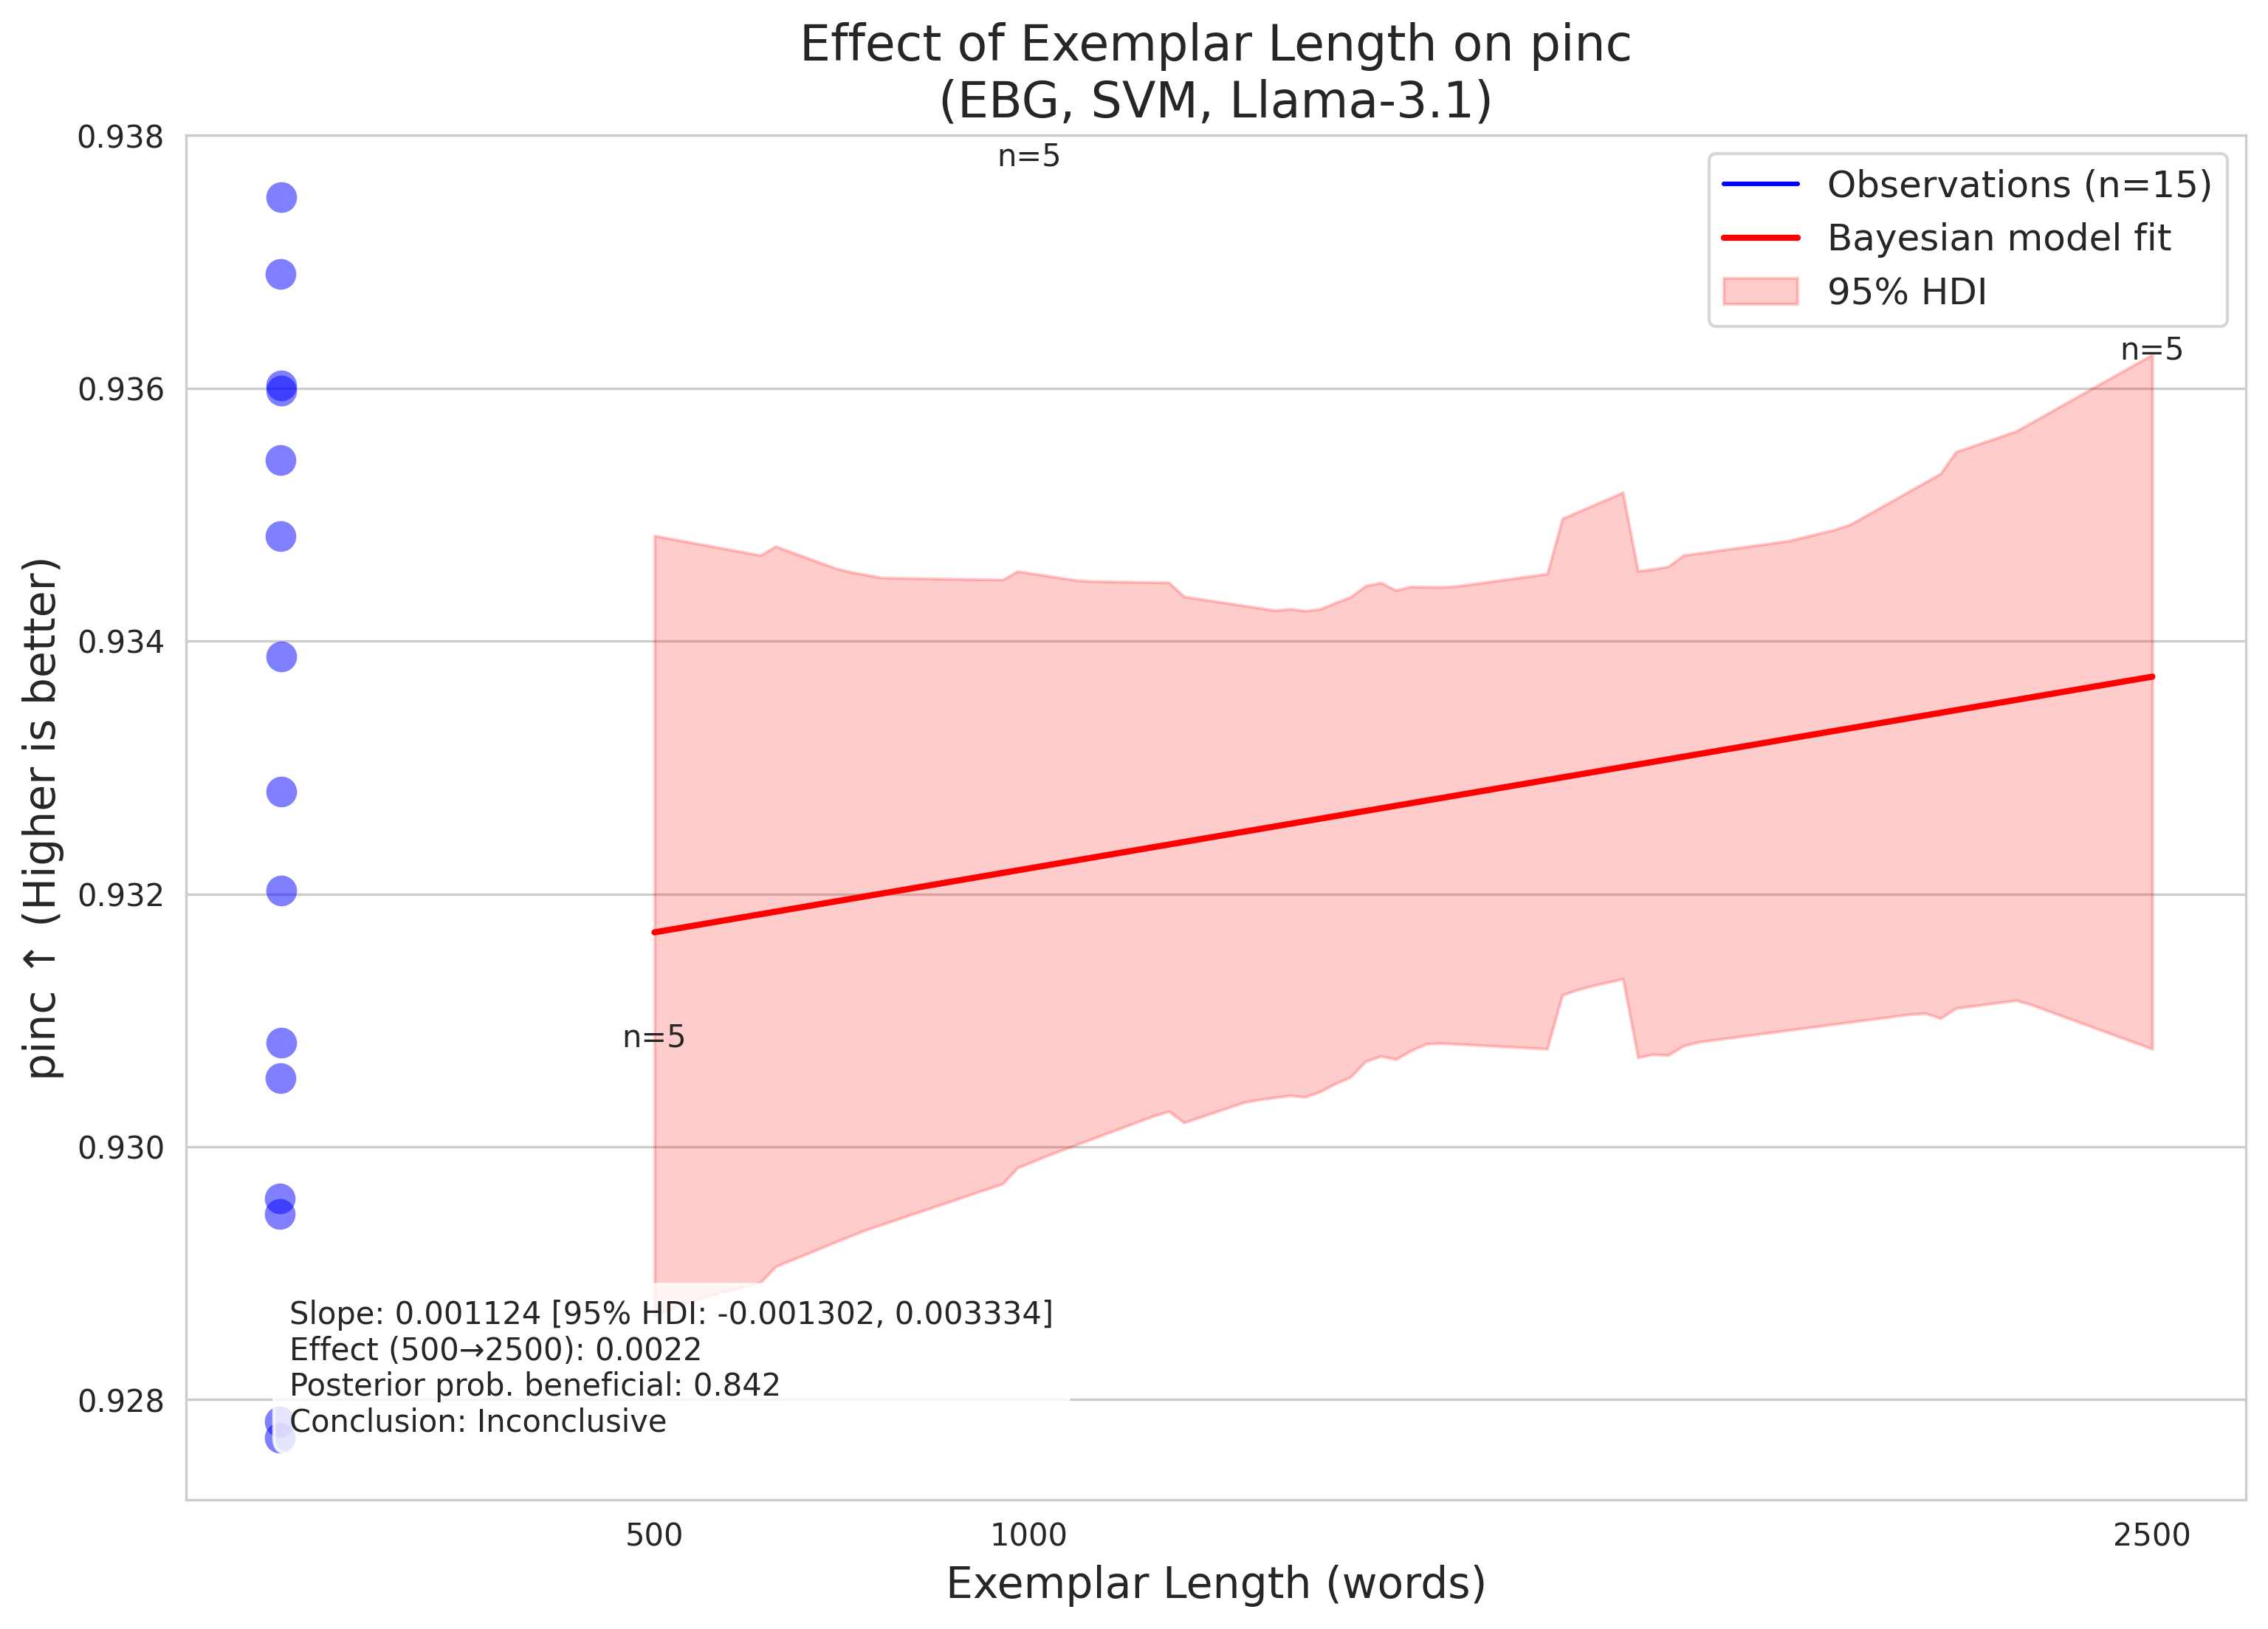 Effect of Exemplar Length on pinc
(EBG, SVM, Llama-3.1)
0.938
0.936
0.934
0.932
0.930
0.928
pinc ↑ (Higher is better)
n=5
Observations (n=15)
Bayesian model fit
95% HDI
n=5
n=5
Slope: 0.001124 [95% HDI: -0.001302, 0.003334]
Effect (500→2500): 0.0022
Posterior prob. beneficial: 0.842
Conclusion: Inconclusive
500
1000
2500
Exemplar Length (words)